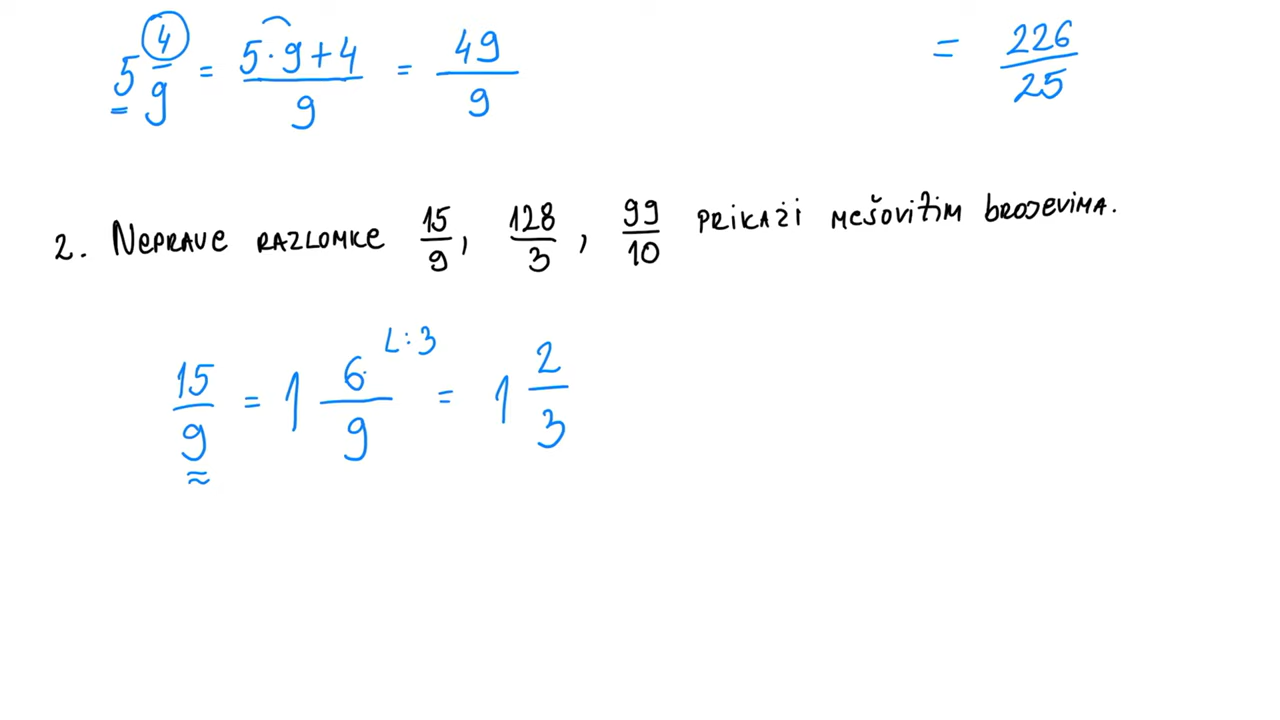 5 4/9 = (5·9+4)/9 = 49/9
= 226/25
2. NEPRAVE RAZLOMKE 15/9, 128/3, 99/10 PRIKAŽI MEŠOVITIM BROJEVIMA.
15/9 = 1 6/9 L:3 = 1 2/3